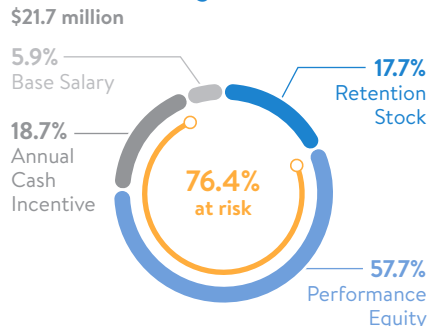 $21.7 million
5.9%
Base Salary
17.7%
Retention
Stock
18.7%
Annual
Cash
Incentive
76.4%
at risk
57.7%
Performance
Equity